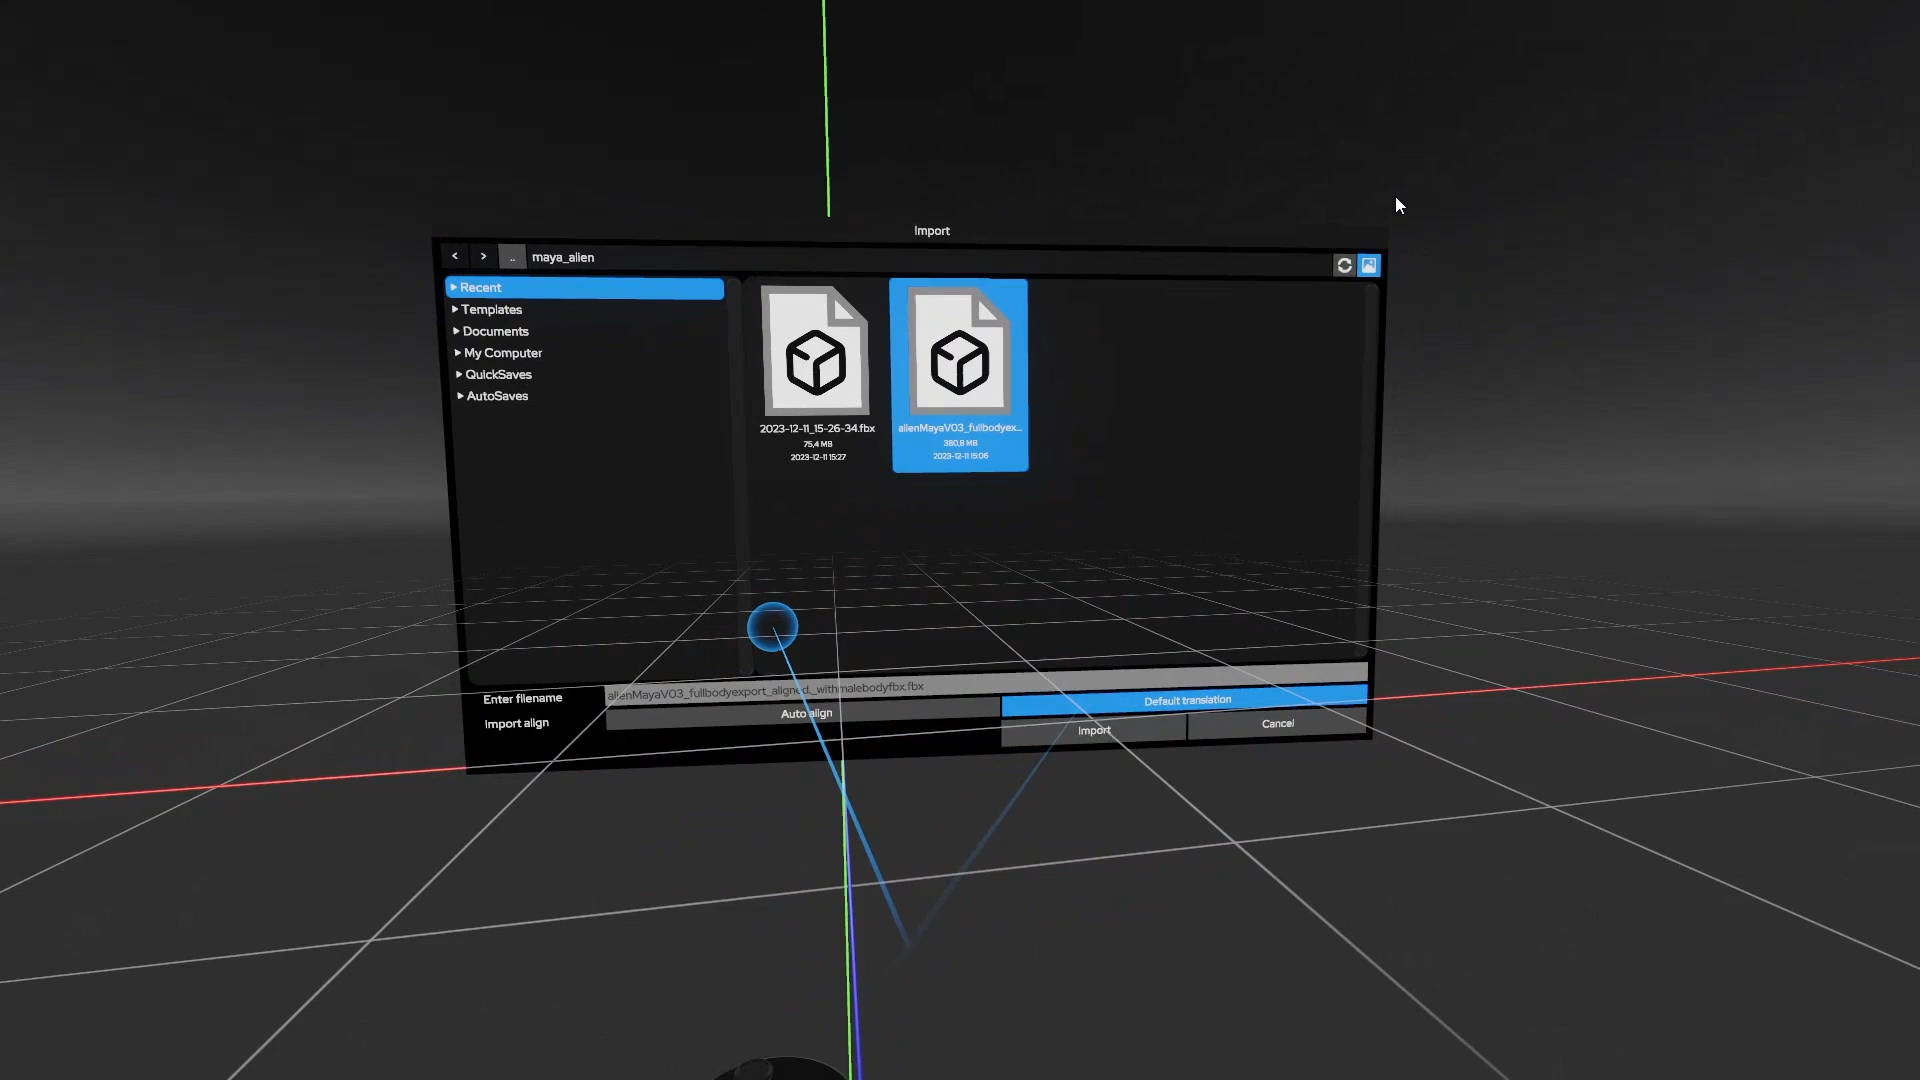 Import
< > .. maya_alien
Recent
Templates
Documents
My Computer
QuickSaves
AutoSaves
2023-12-11_15-26-34.fbx
75,4 MB
2023-12-11 15:27
alienMayaV03_fullbodyex...
380,8 MB
2023-12-11 15:06
Enter filename
alienMayaV03_fullbodyexport_aligned_withmalebodyfbx.fbx
Import align
Auto align
Default translation
Import
Cancel